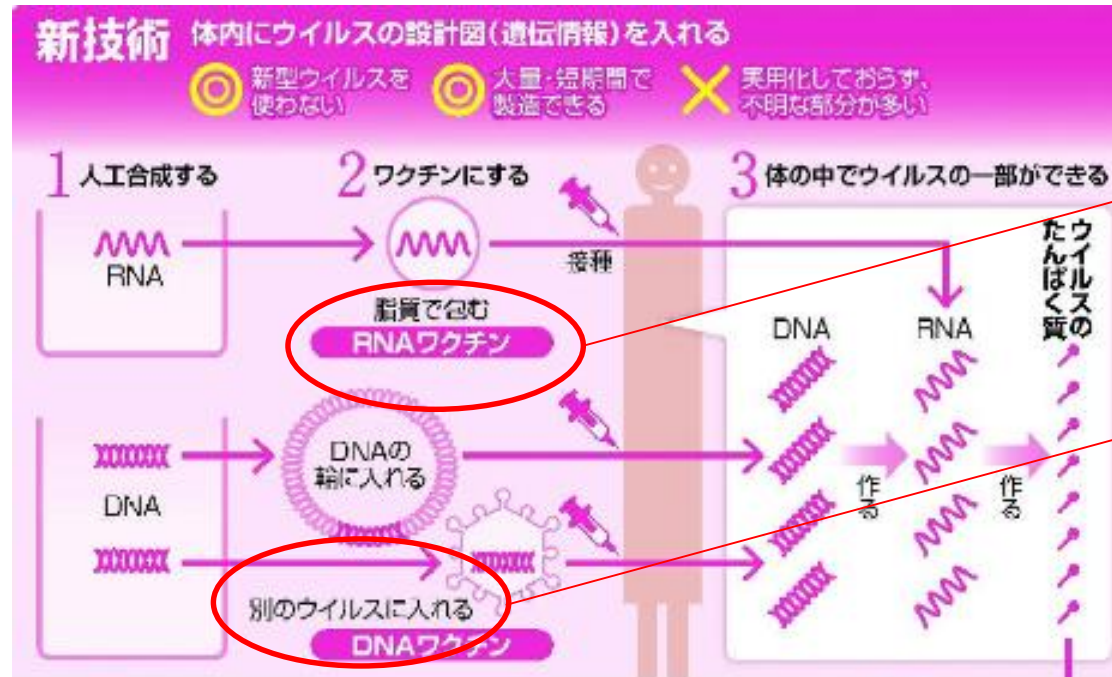 新技術 体内にウイルスの設計図(遺伝情報)を入れる
◎ 新型ウイルスを
使わない
◎ 大量・短期間で
製造できる
× 実用化しておらず、
不明な部分が多い
1 人工合成する
2 ワクチンにする
3 体の中でウイルスの一部ができる
RNA
脂質で包む
RNAワクチン
接種
DNA
RNA
ウイルスの
たんぱく質
DNAの
輪に入れる
DNA
作る
作る
別のウイルスに入れる
DNAワクチン